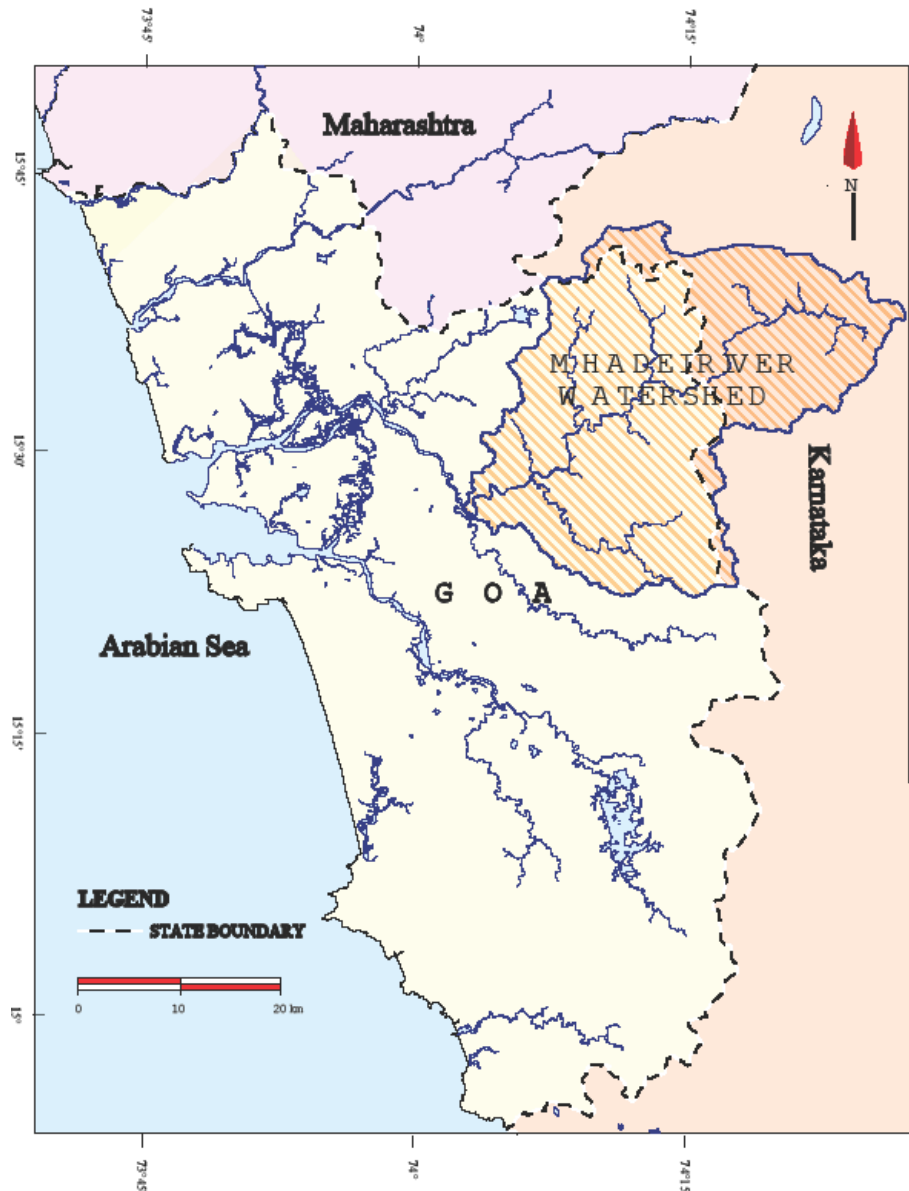 73°45'
74°
74°15'
Maharashtra
15°45'
N
MHADEI RIVER
WATERSHED
15°30'
Karnataka
G O A
Arabian Sea
15°15'
LEGEND
STATE BOUNDARY
0 10 20 km
15°
73°45'
74°
74°15'